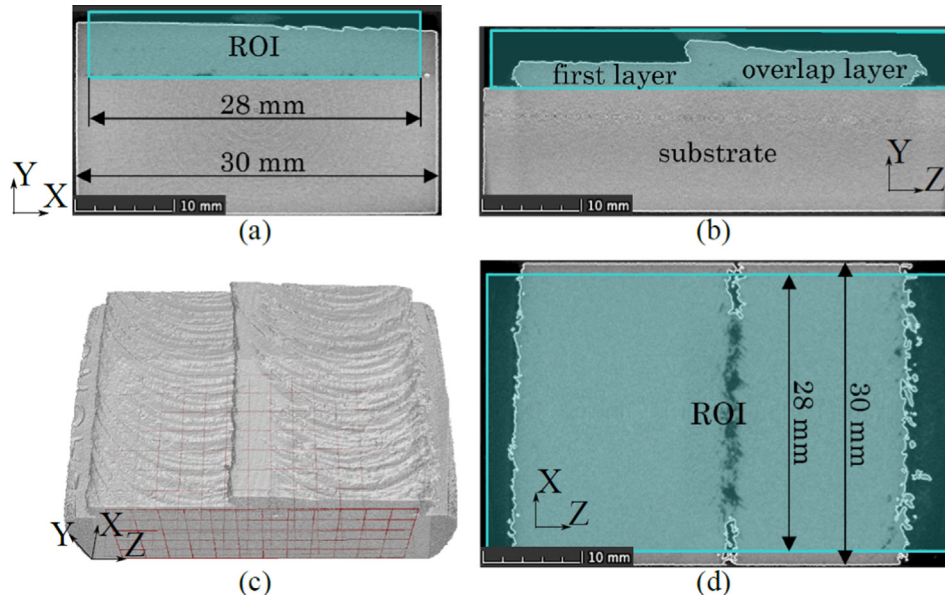 ROI
28 mm
30 mm
Y
X
10 mm
(a)
first layer
overlap layer
substrate
Y
Z
10 mm
(b)
Y
X
Z
(c)
ROI
28 mm
30 mm
X
Z
10 mm
(d)